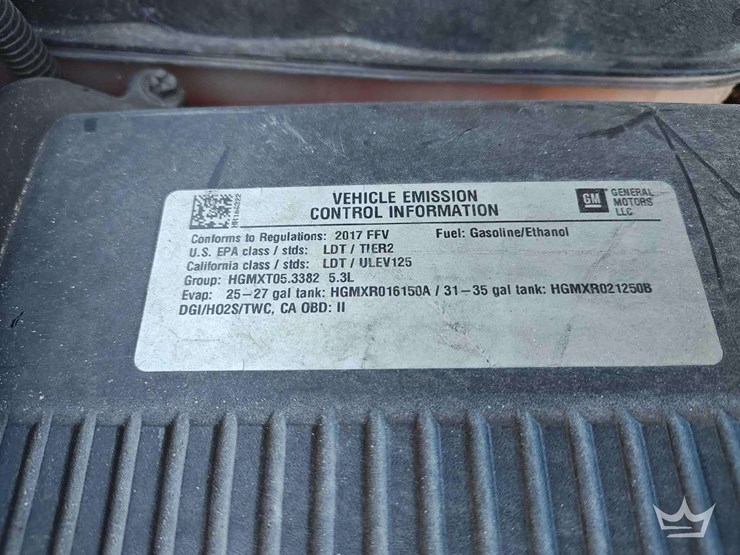 VEHICLE EMISSION
CONTROL INFORMATION
GM
GENERAL
MOTORS
LLC
Conforms to Regulations: 2017 FFV Fuel: Gasoline/Ethanol
U.S. EPA class / stds: LDT / TIER2
California class / stds: LDT / ULEV125
Group: HGMXT05.3382 5.3L
Evap: 25-27 gal tank: HGMXR016150A / 31-35 gal tank: HGMXR021250B
DGI/HO2S/TWC, CA OBD: II